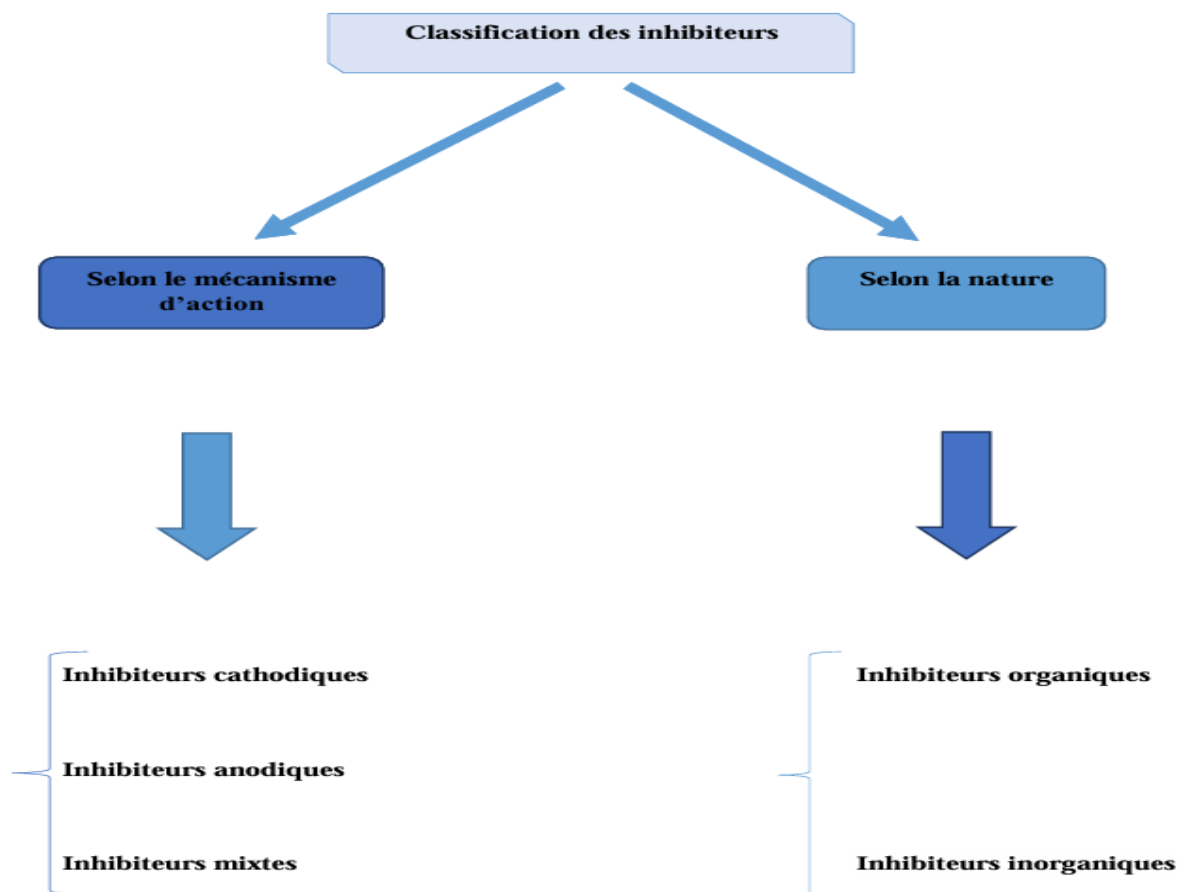 Classification des inhibiteurs
Selon le mécanisme
d’action
Selon la nature
Inhibiteurs cathodiques
Inhibiteurs anodiques
Inhibiteurs mixtes
Inhibiteurs organiques
Inhibiteurs inorganiques